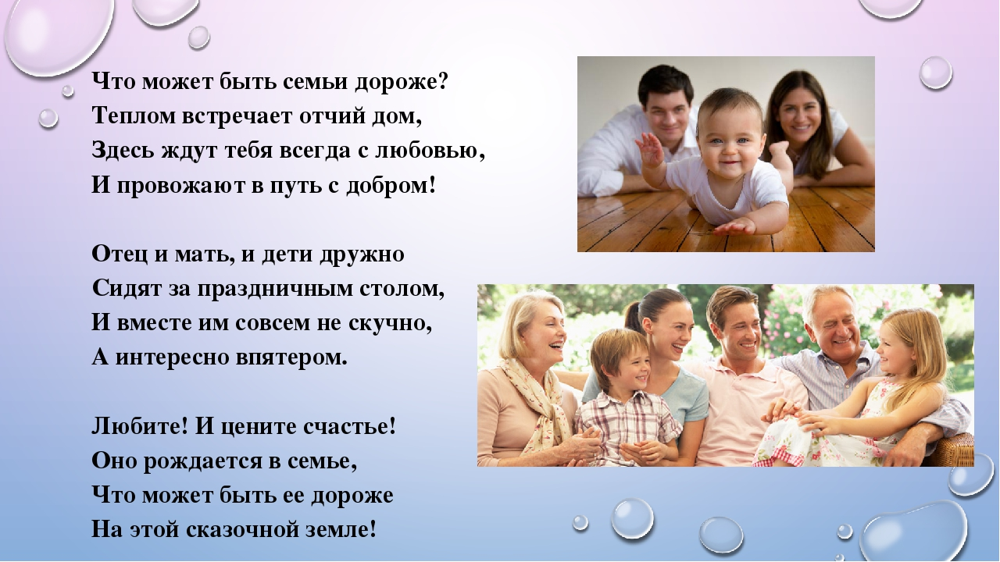 Что может быть семьи дороже?
Теплом встречает отчий дом,
Здесь ждут тебя всегда с любовью,
И провожают в путь с добром!

Отец и мать, и дети дружно
Сидят за праздничным столом,
И вместе им совсем не скучно,
А интересно впятером.

Любите! И цените счастье!
Оно рождается в семье,
Что может быть ее дороже
На этой сказочной земле!